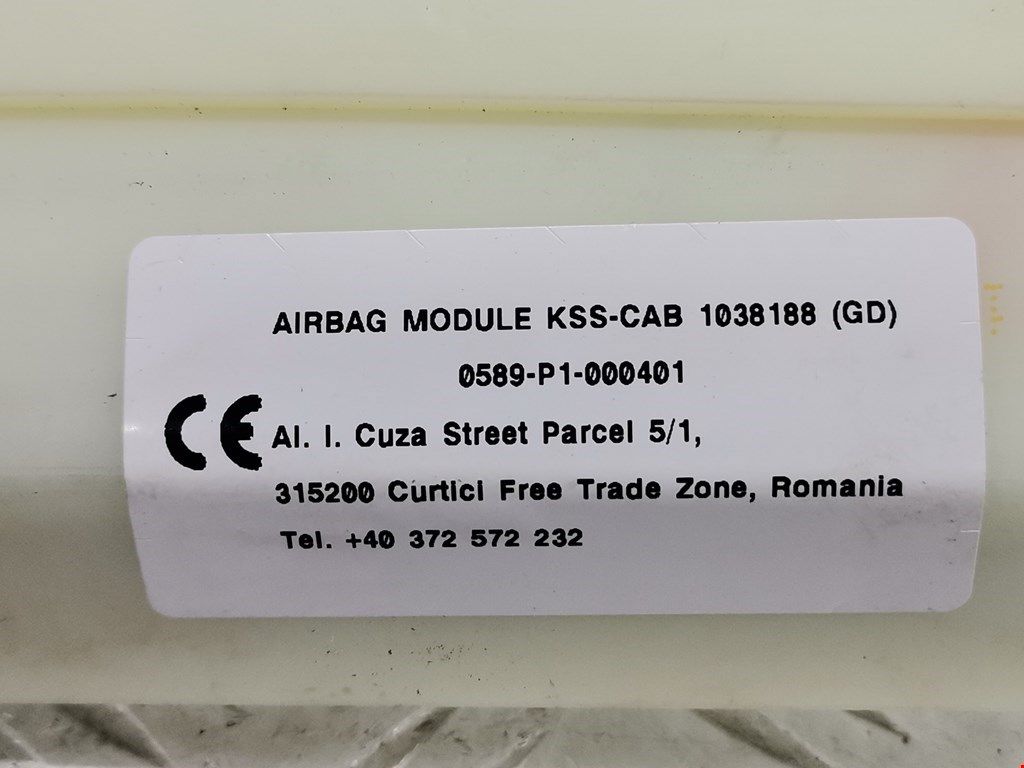 AIRBAG MODULE KSS-CAB 1038188 (GD)
0589-P1-000401
CE Al. I. Cuza Street Parcel 5/1,
315200 Curtici Free Trade Zone, Romania
Tel. +40 372 572 232